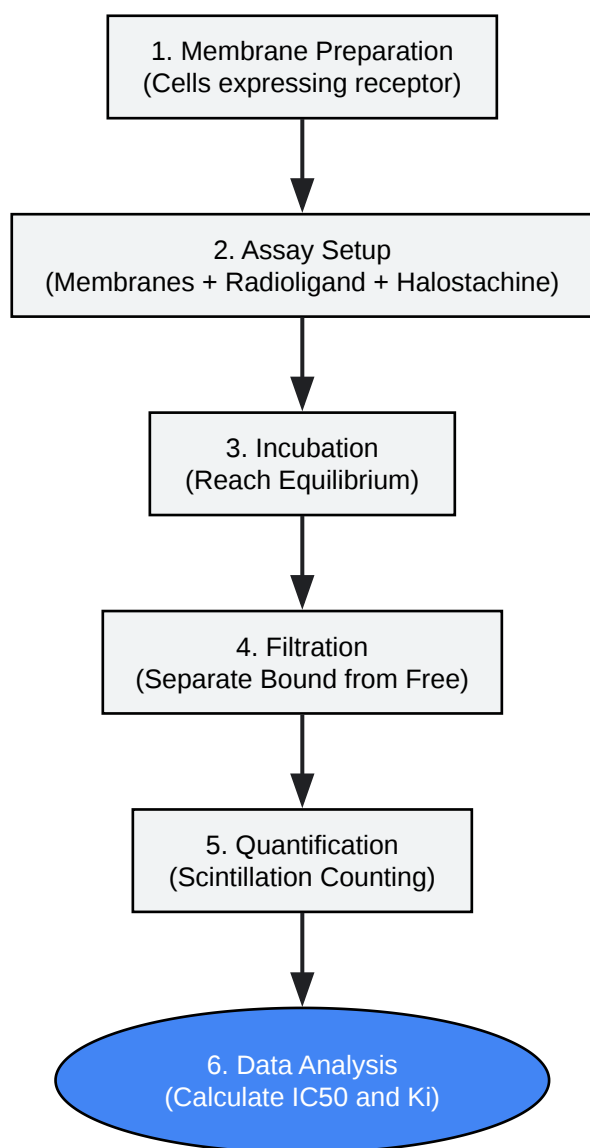 1. Membrane Preparation
(Cells expressing receptor)
2. Assay Setup
(Membranes + Radioligand + Halostachine)
3. Incubation
(Reach Equilibrium)
4. Filtration
(Separate Bound from Free)
5. Quantification
(Scintillation Counting)
6. Data Analysis
(Calculate IC50 and Ki)